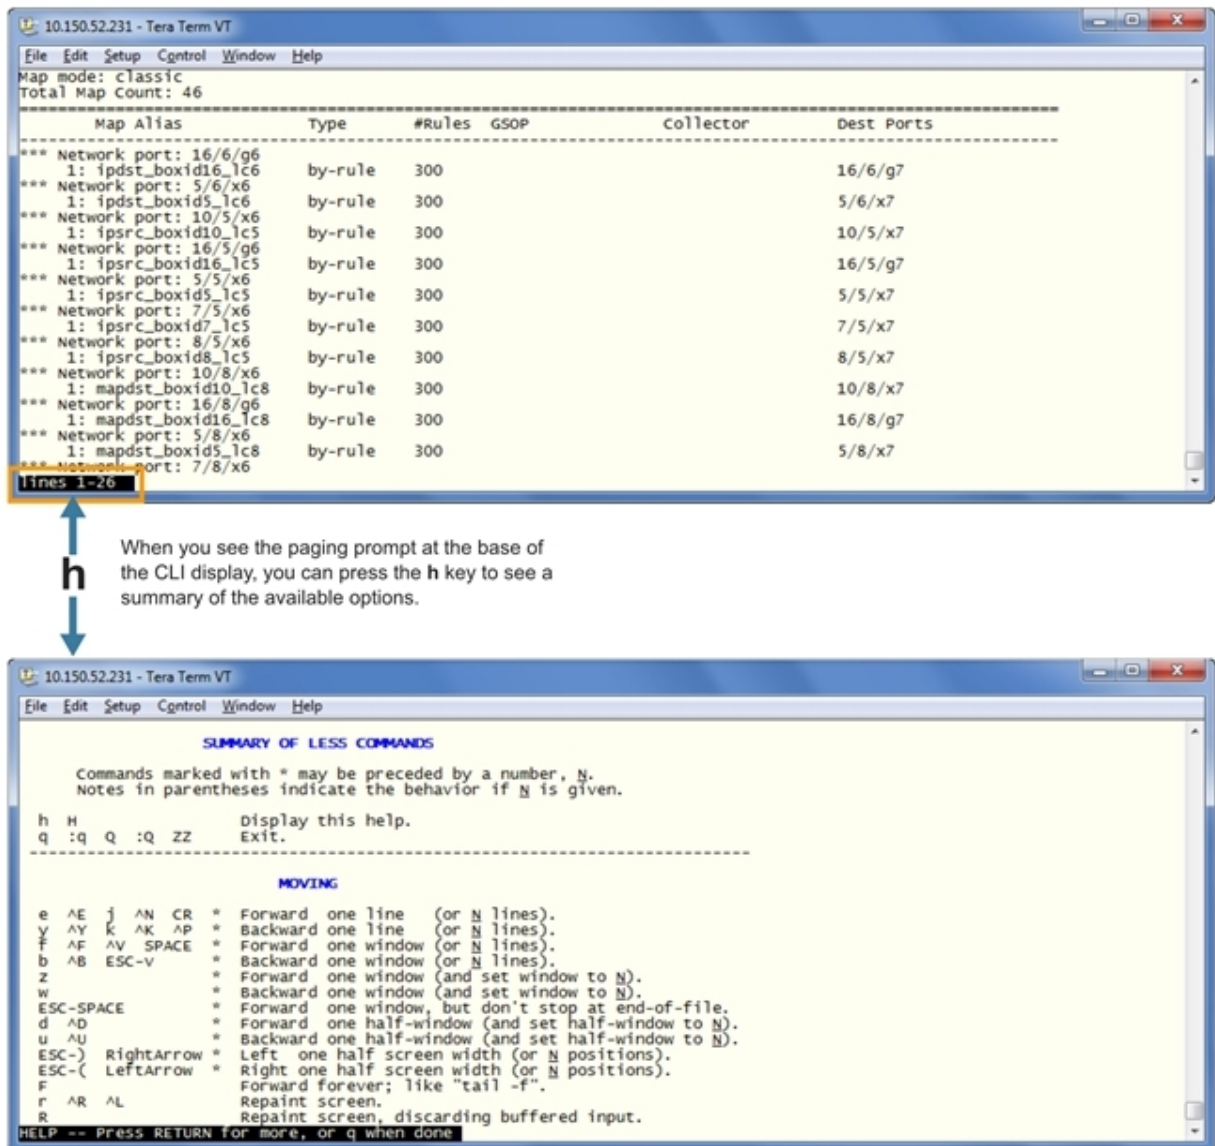 10.150.52.231 - Tera Term VT
File Edit Setup Control Window Help
Map mode: classic
Total Map Count: 46
Map Alias Type #Rules GSOP Collector Dest Ports
*** Network port: 16/6/g6
1: ipdst_boxid16_lc6 by-rule 300 16/6/g7
*** Network port: 5/6/x6
1: ipdst_boxid5_lc6 by-rule 300 5/6/x7
*** Network port: 10/5/x6
1: ipsrc_boxid10_lc5 by-rule 300 10/5/x7
*** Network port: 16/5/g6
1: ipsrc_boxid16_lc5 by-rule 300 16/5/g7
*** Network port: 5/5/x6
1: ipsrc_boxid5_lc5 by-rule 300 5/5/x7
*** Network port: 7/5/x6
1: ipsrc_boxid7_lc5 by-rule 300 7/5/x7
*** Network port: 8/5/x6
1: ipsrc_boxid8_lc5 by-rule 300 8/5/x7
*** Network port: 10/8/x6
1: mapdst_boxid10_lc8 by-rule 300 10/8/x7
*** Network port: 16/8/g6
1: mapdst_boxid16_lc8 by-rule 300 16/8/g7
*** Network port: 5/8/x6
1: mapdst_boxid5_lc8 by-rule 300 5/8/x7
*** Network port: 7/8/x6
lines 1-26
h
When you see the paging prompt at the base of
the CLI display, you can press the h key to see a
summary of the available options.
10.150.52.231 - Tera Term VT
File Edit Setup Control Window Help
SUMMARY OF LESS COMMANDS
Commands marked with * may be preceded by a number, N.
Notes in parentheses indicate the behavior if N is given.
h H Display this help.
q :q Q :Q ZZ Exit.
MOVING
e ^E j ^N CR * Forward one line (or N lines).
y ^Y k ^K ^P * Backward one line (or N lines).
f ^F ^V SPACE * Forward one window (or N lines).
b ^B ESC-v * Backward one window (or N lines).
z * Forward one window (and set window to N).
w * Backward one window (and set window to N).
ESC-SPACE * Forward one window, but don't stop at end-of-file.
d ^D * Forward one half-window (and set half-window to N).
u ^U * Backward one half-window (and set half-window to N).
ESC-) RightArrow * Left one half screen width (or N positions).
ESC-( LeftArrow * Right one half screen width (or N positions).
F Forward forever; like "tail -f".
r ^R ^L Repaint screen.
R Repaint screen, discarding buffered input.
HELP -- Press RETURN for more, or q when done